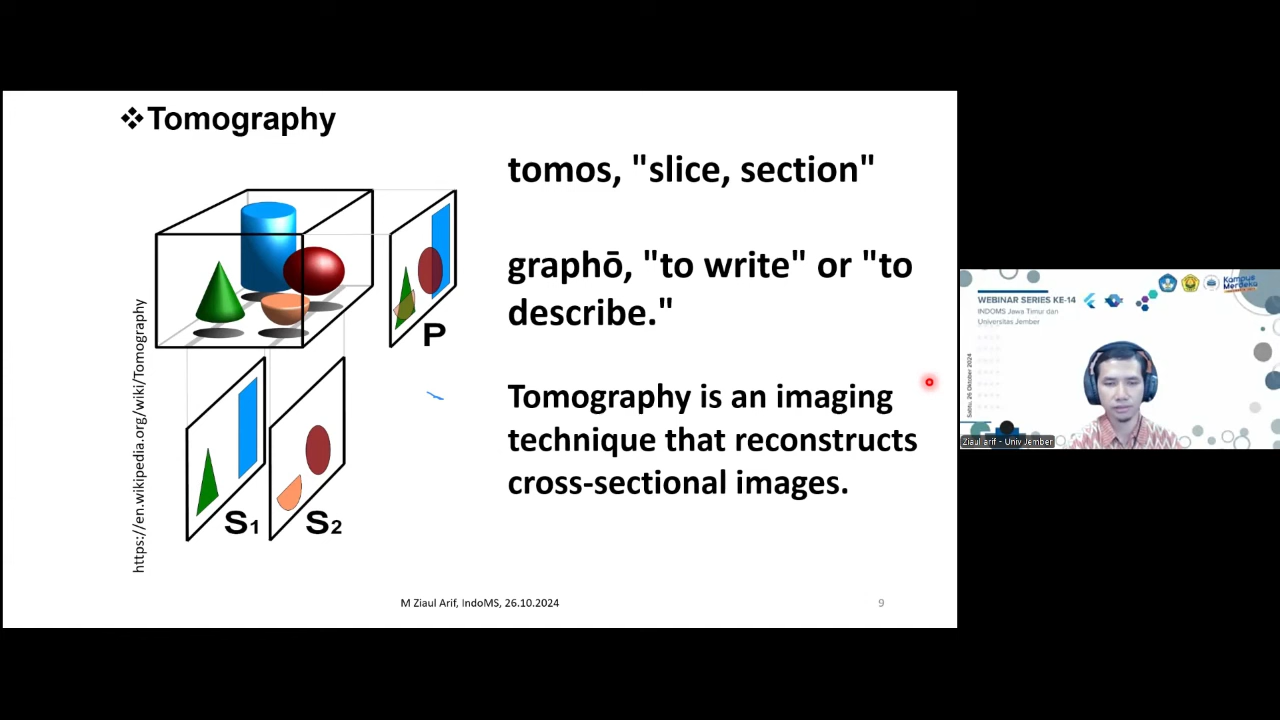 ❖Tomography
tomos, "slice, section"
graphō, "to write" or "to
describe."
Tomography is an imaging
technique that reconstructs
cross-sectional images.
P
S1
S2
https://en.wikipedia.org/wiki/Tomography
M Ziaul Arif, IndoMS, 26.10.2024
9
WEBINAR SERIES KE-14
INDOMS Jawa Timur dan
Universitas Jember
Sabtu, 26 Oktober 2024
Kampus
Merdeka
Ziaul arif - Univ Jember